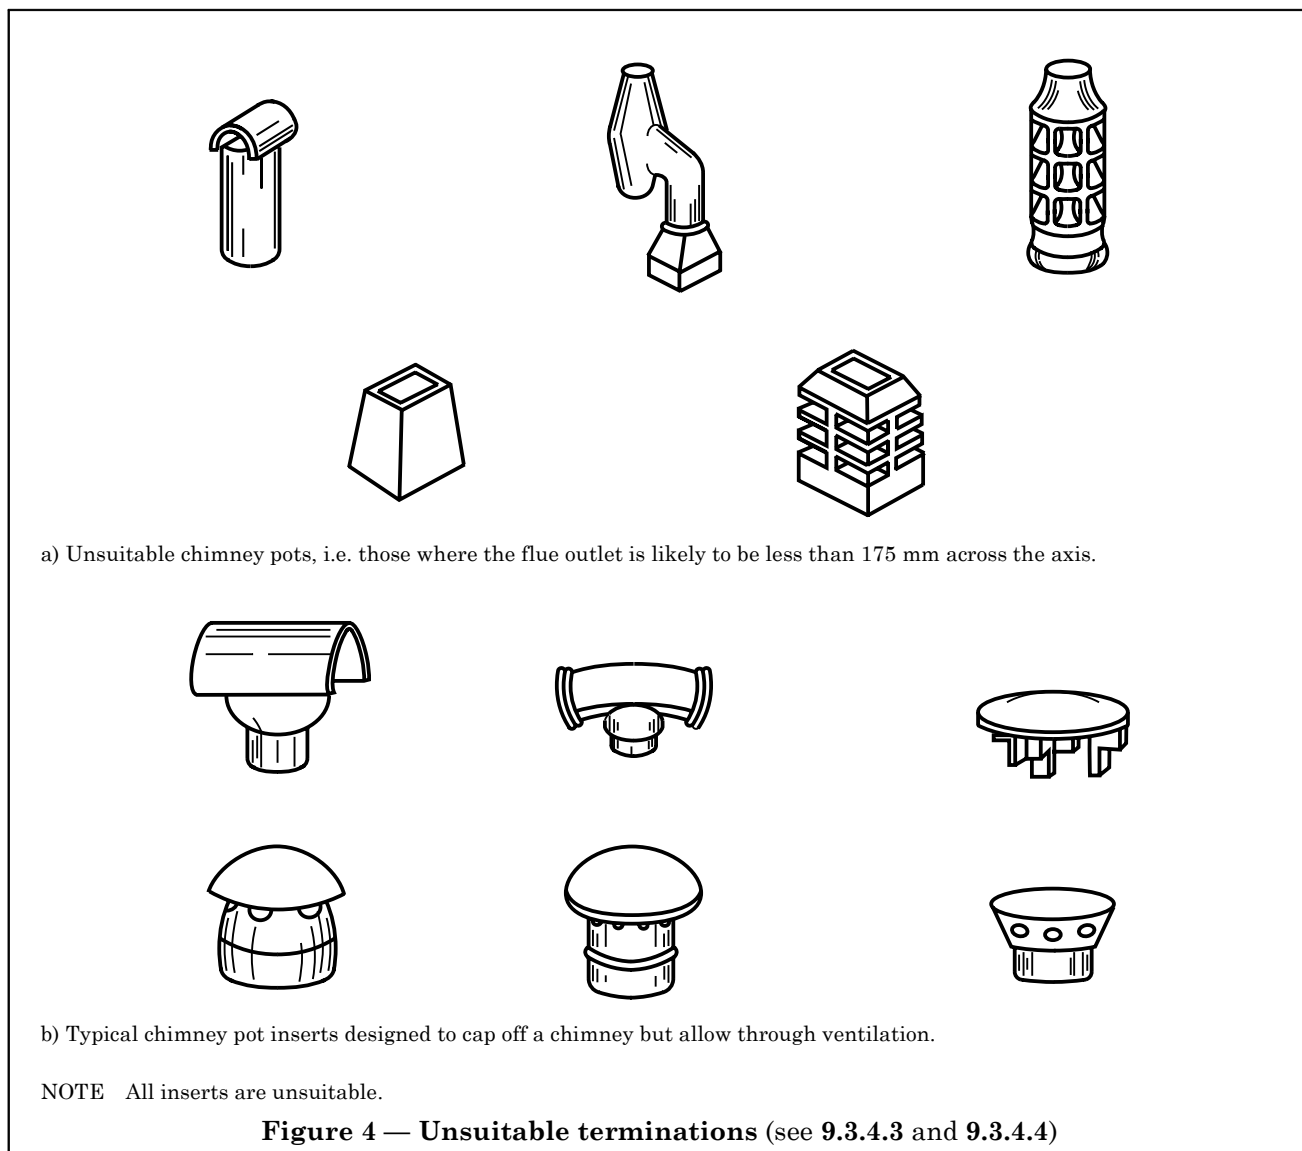 a) Unsuitable chimney pots, i.e. those where the flue outlet is likely to be less than 175 mm across the axis.
b) Typical chimney pot inserts designed to cap off a chimney but allow through ventilation.
NOTE All inserts are unsuitable.
Figure 4 — Unsuitable terminations (see 9.3.4.3 and 9.3.4.4)